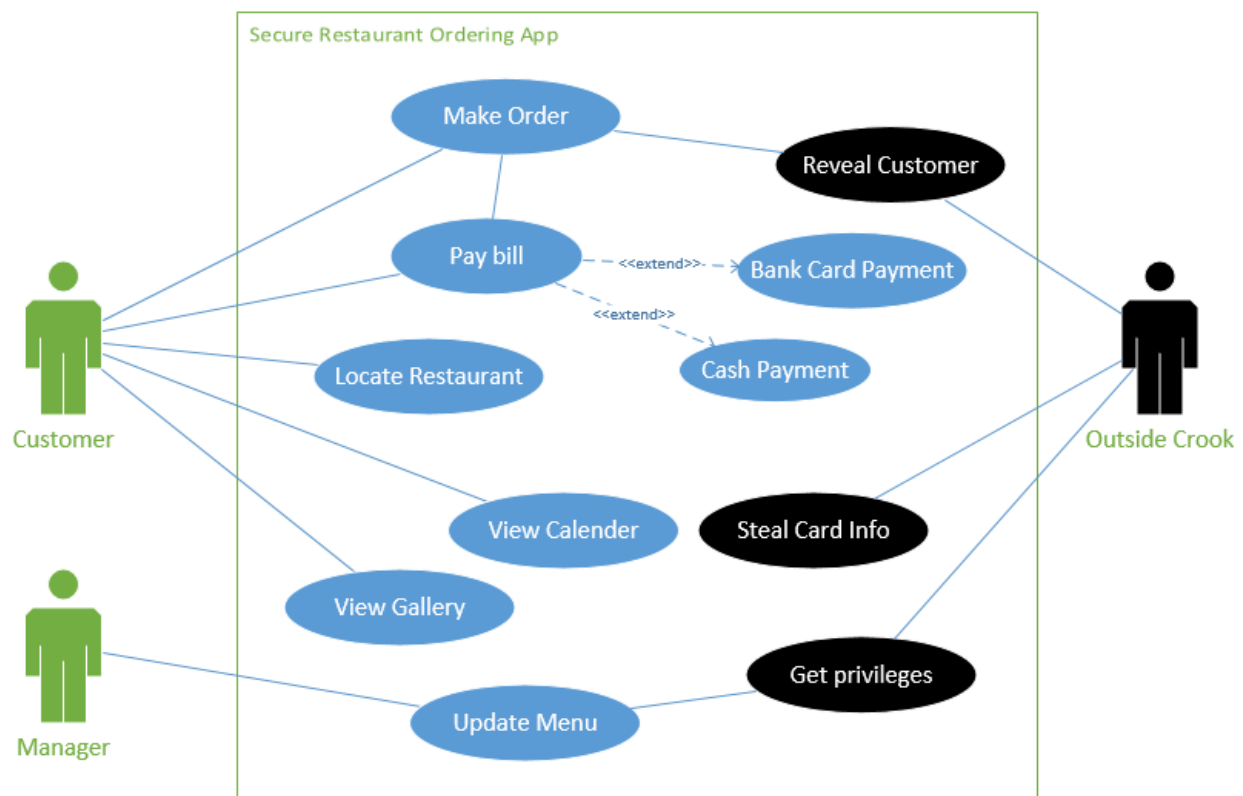 Secure Restaurant Ordering App
Make Order
Reveal Customer
Pay bill
<<extend>>
Bank Card Payment
<<extend>>
Locate Restaurant
Cash Payment
Customer
Outside Crook
View Calender
Steal Card Info
View Gallery
Get privileges
Update Menu
Manager